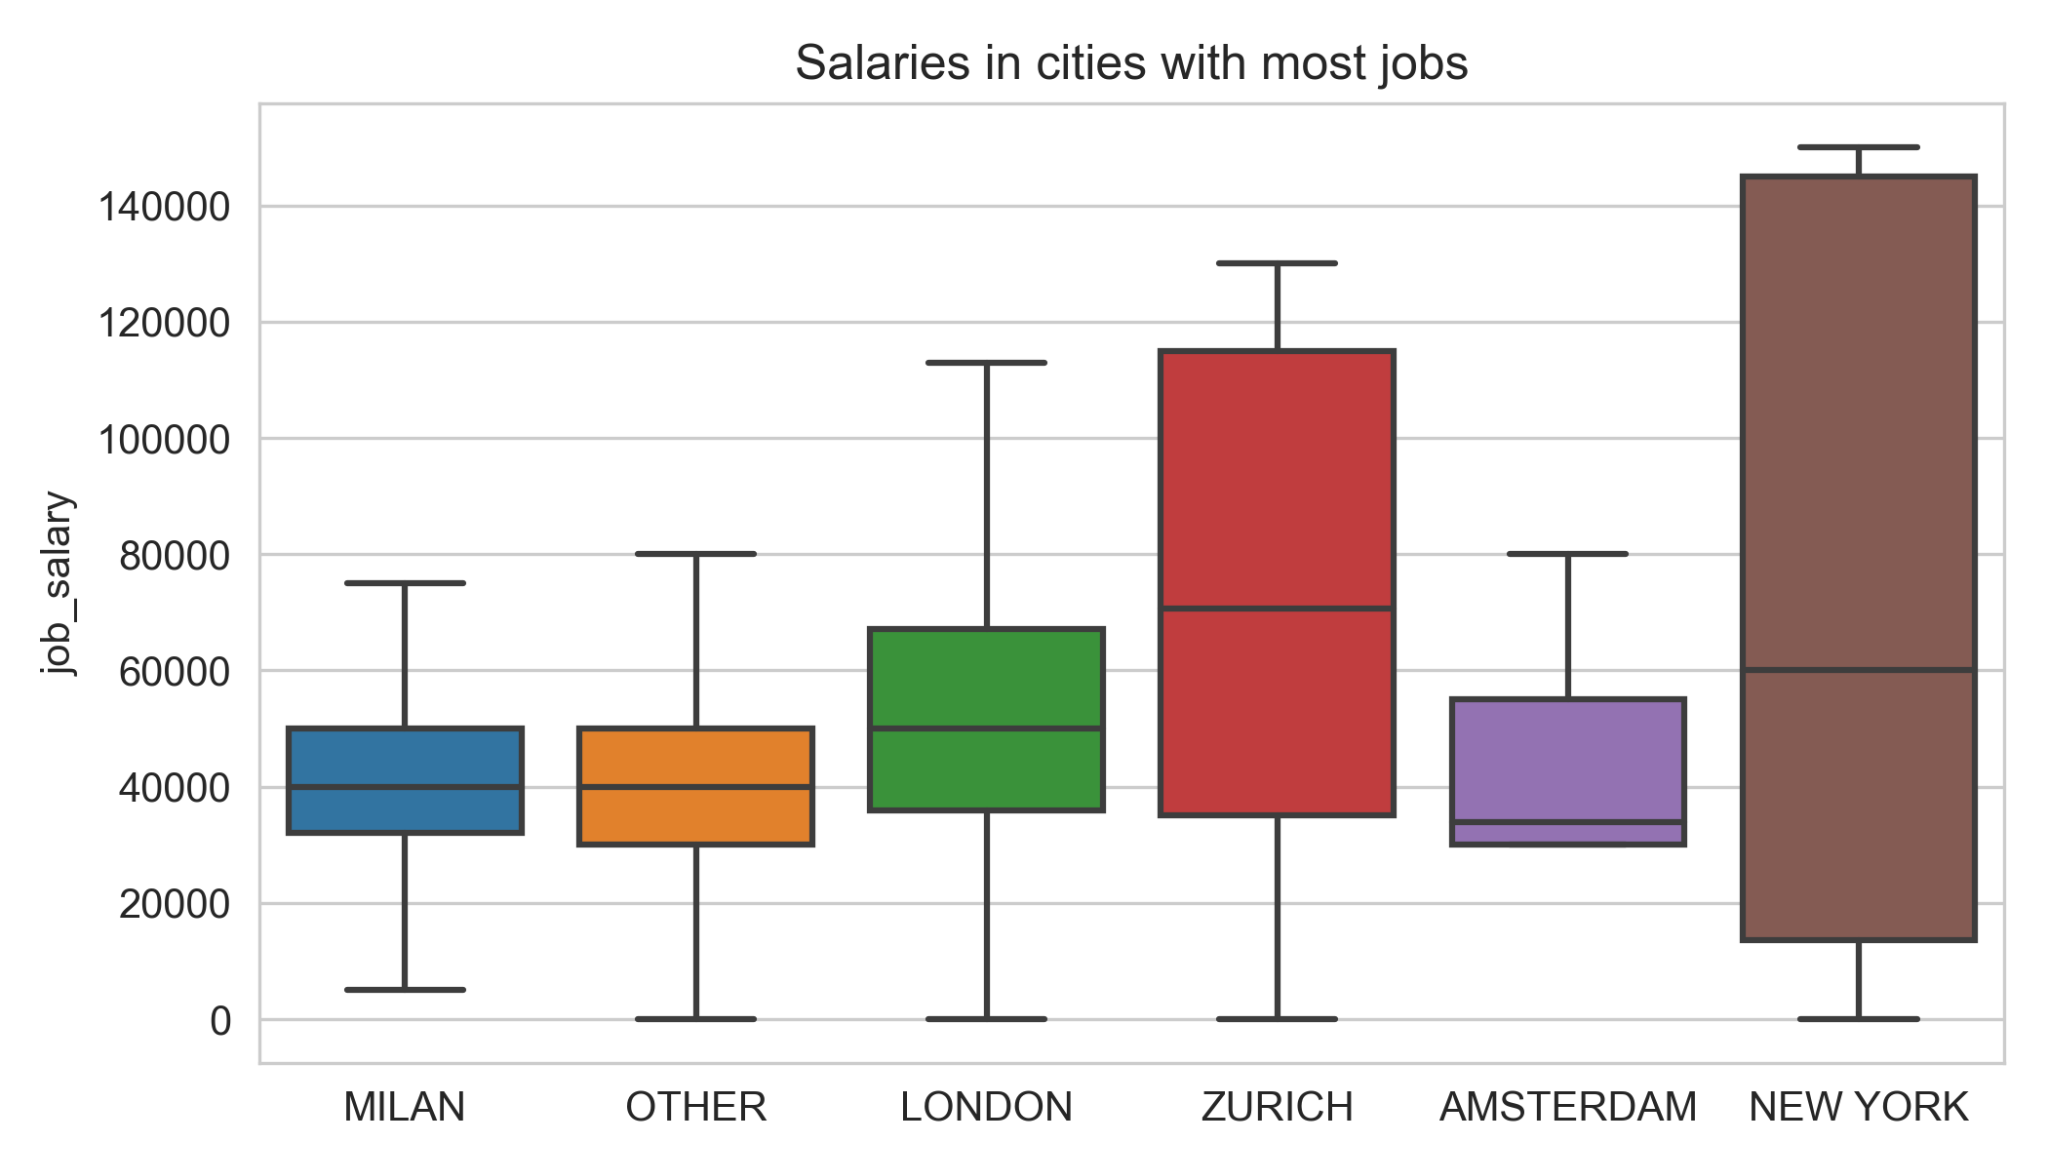 Salaries in cities with most jobs
140000
120000
100000
80000
60000
40000
20000
0
job_salary
MILAN OTHER LONDON ZURICH AMSTERDAM NEW YORK